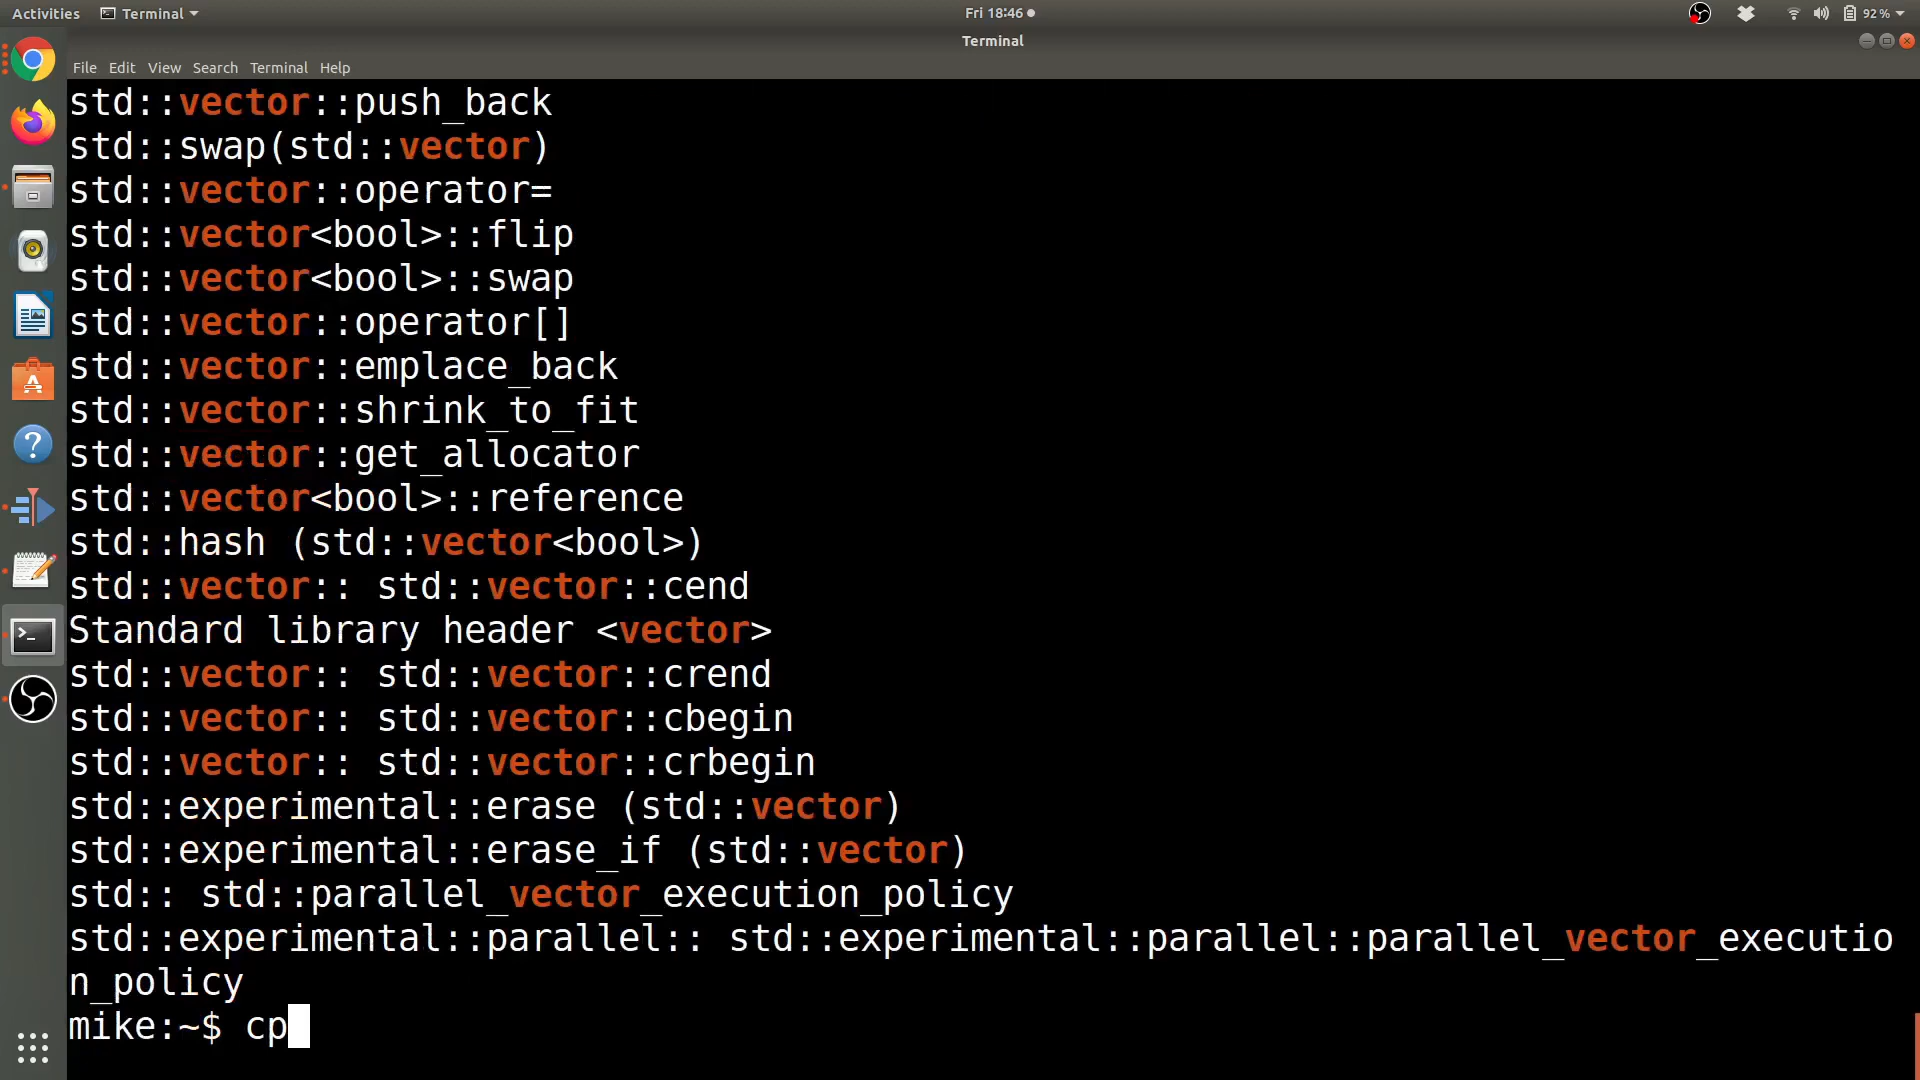 Activities Terminal Fri 18:46 92 %
Terminal
File Edit View Search Terminal Help
std::vector::push_back
std::swap(std::vector)
std::vector::operator=
std::vector<bool>::flip
std::vector<bool>::swap
std::vector::operator[]
std::vector::emplace_back
std::vector::shrink_to_fit
std::vector::get_allocator
std::vector<bool>::reference
std::hash (std::vector<bool>)
std::vector:: std::vector::cend
Standard library header <vector>
std::vector:: std::vector::crend
std::vector:: std::vector::cbegin
std::vector:: std::vector::crbegin
std::experimental::erase (std::vector)
std::experimental::erase_if (std::vector)
std:: std::parallel_vector_execution_policy
std::experimental::parallel:: std::experimental::parallel::parallel_vector_executio
n_policy
mike:~$ cp